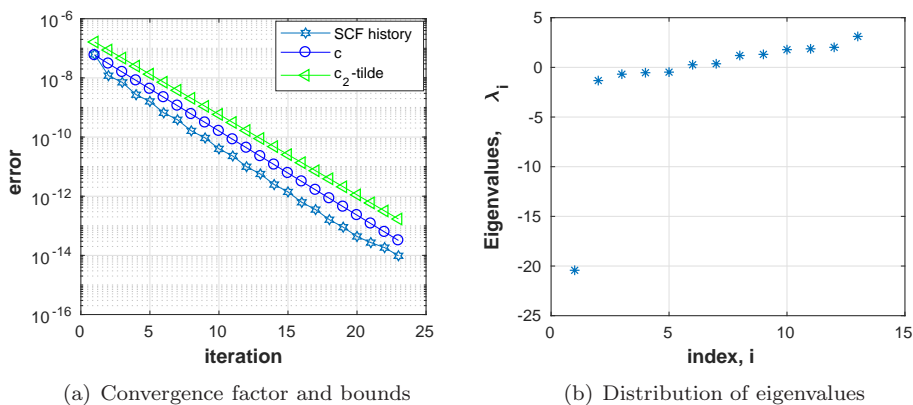 10^-6
10^-8
10^-10
10^-12
10^-14
10^-16
error
0 5 10 15 20 25
iteration
SCF history
c
c_2-tilde
(a) Convergence factor and bounds
5
0
-5
-10
-15
-20
-25
Eigenvalues, λ_i
0 5 10 15
index, i
(b) Distribution of eigenvalues